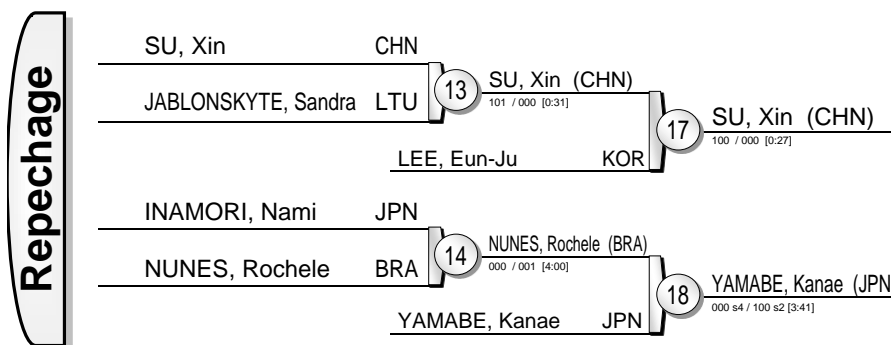 Repechage
SU, Xin CHN
JABLONSKYTE, Sandra LTU
13
SU, Xin (CHN)
101 / 000 [0:31]
LEE, Eun-Ju KOR
17
SU, Xin (CHN)
100 / 000 [0:27]
INAMORI, Nami JPN
NUNES, Rochele BRA
14
NUNES, Rochele (BRA)
000 / 001 [4:00]
YAMABE, Kanae JPN
18
YAMABE, Kanae (JPN
000 s4 / 100 s2 [3:41]